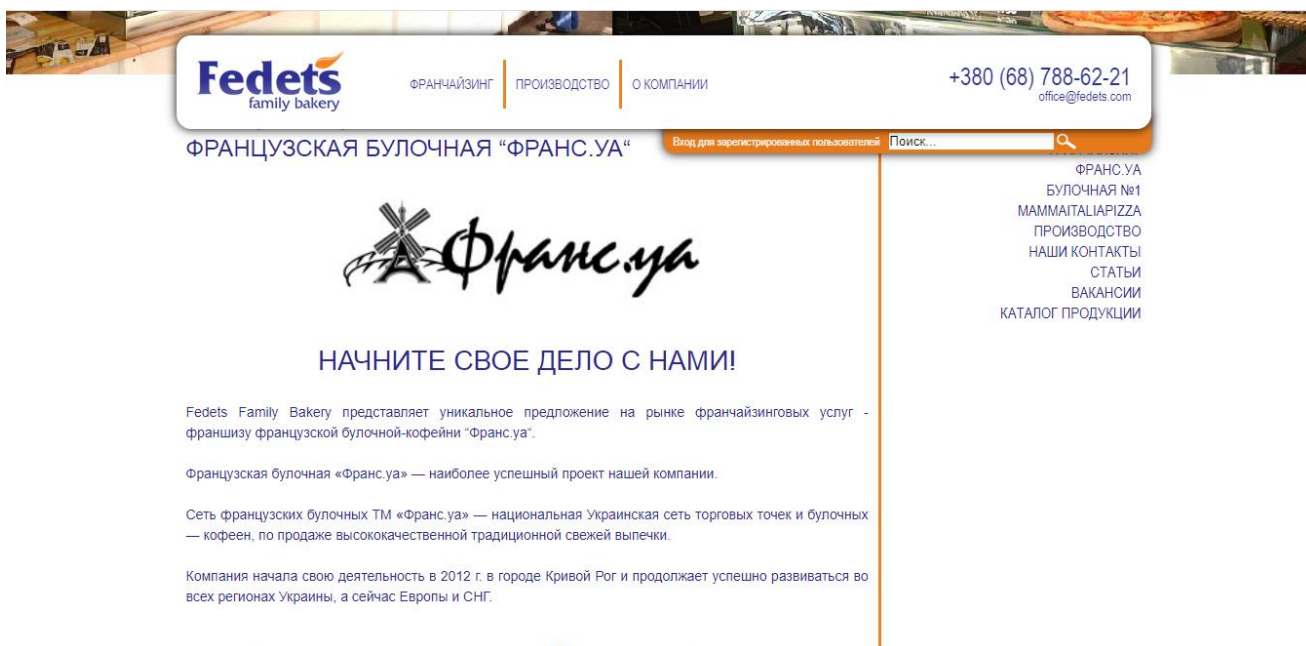 Fedets
family bakery
ФРАНЧАЙЗИНГ
ПРОИЗВОДСТВО
О КОМПАНИИ
+380 (68) 788-62-21
office@fedets.com
Вход для зарегистрированных пользователей
Поиск...
ФРАНЦУЗСКАЯ БУЛОЧНАЯ “ФРАНС.УА“
Франс.уа
НАЧНИТЕ СВОЕ ДЕЛО С НАМИ!
Fedets Family Bakery представляет уникальное предложение на рынке франчайзинговых услуг -
франшизу французской булочной-кофейни “Франс.уа“.
Французская булочная «Франс.уа» — наиболее успешный проект нашей компании.
Сеть французских булочных ТМ «Франс.уа» — национальная Украинская сеть торговых точек и булочных
— кофеен, по продаже высококачественной традиционной свежей выпечки.
Компания начала свою деятельность в 2012 г. в городе Кривой Рог и продолжает успешно развиваться во
всех регионах Украины, а сейчас Европы и СНГ.
ФРАНС.УА
БУЛОЧНАЯ №1
MAMMAITALIAPIZZA
ПРОИЗВОДСТВО
НАШИ КОНТАКТЫ
СТАТЬИ
ВАКАНСИИ
КАТАЛОГ ПРОДУКЦИИ